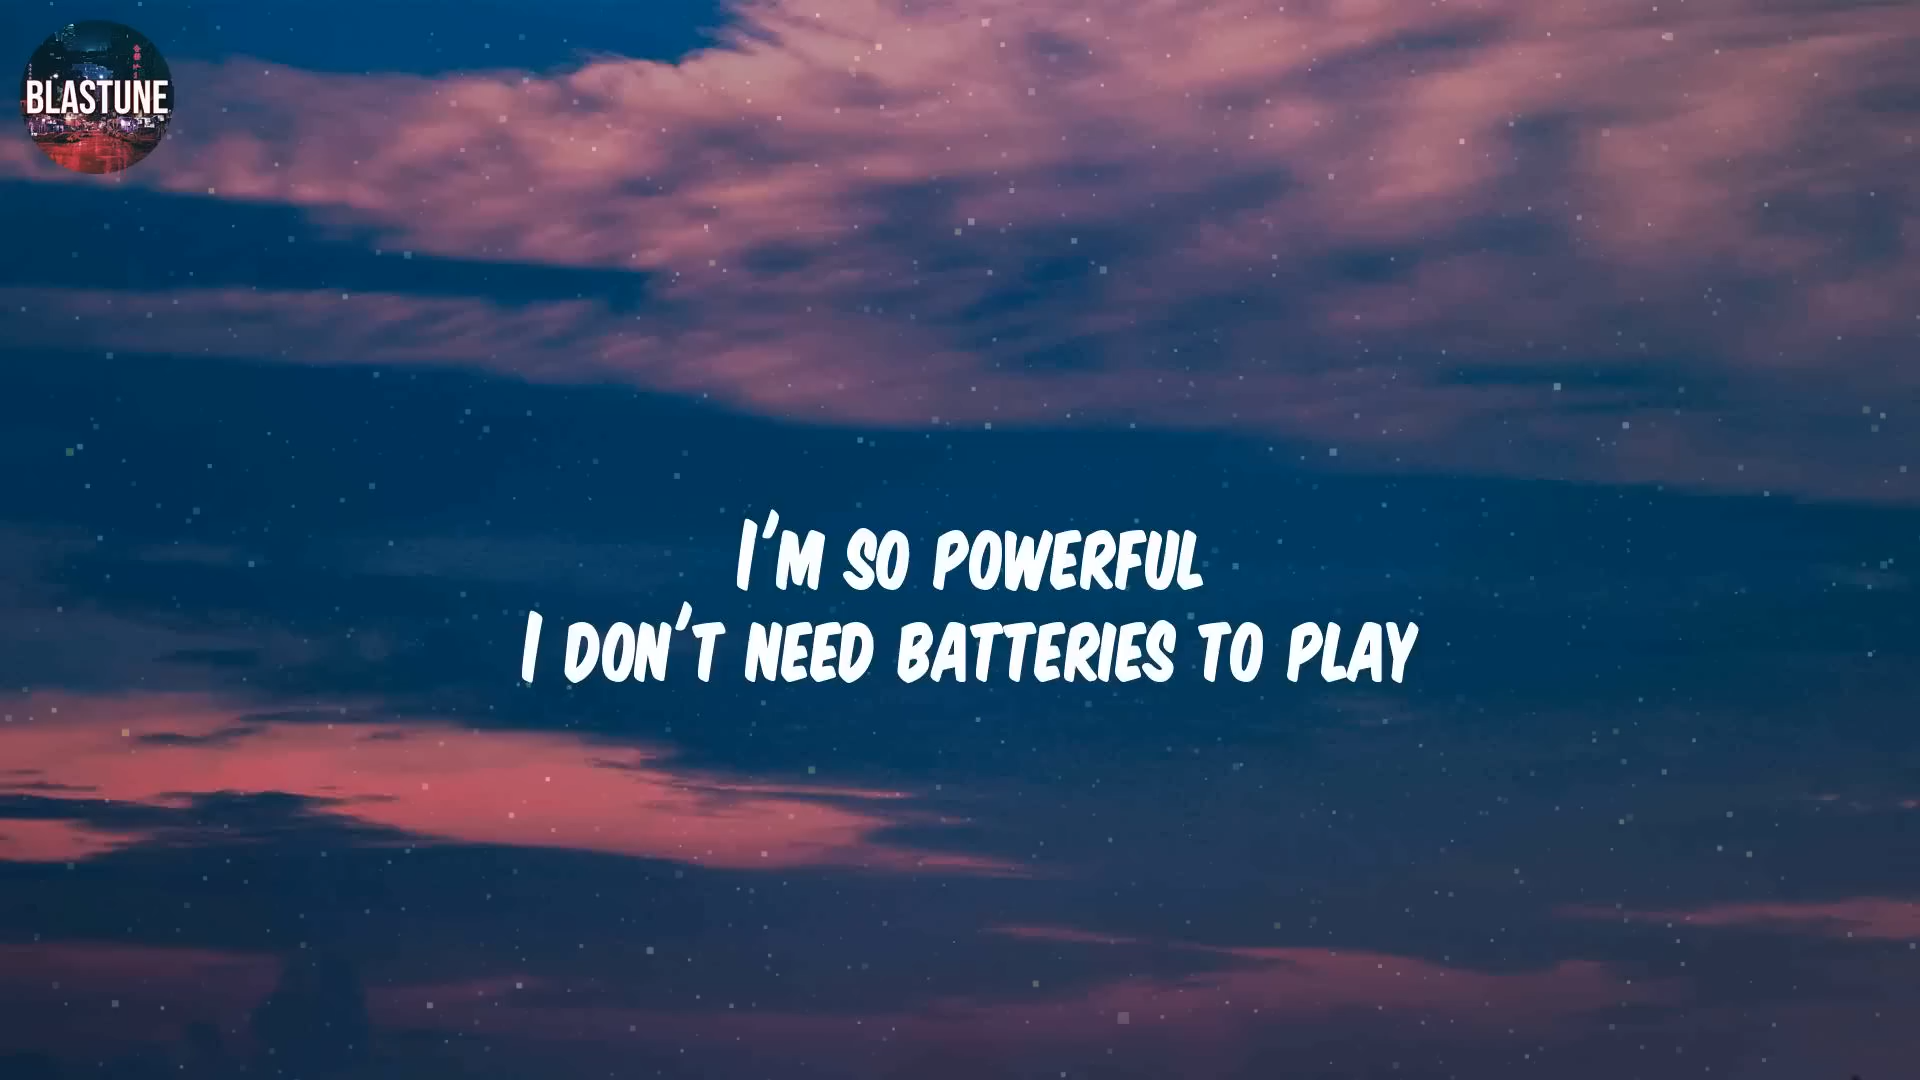 BLASTUNE
I'M SO POWERFUL
I DON'T NEED BATTERIES TO PLAY